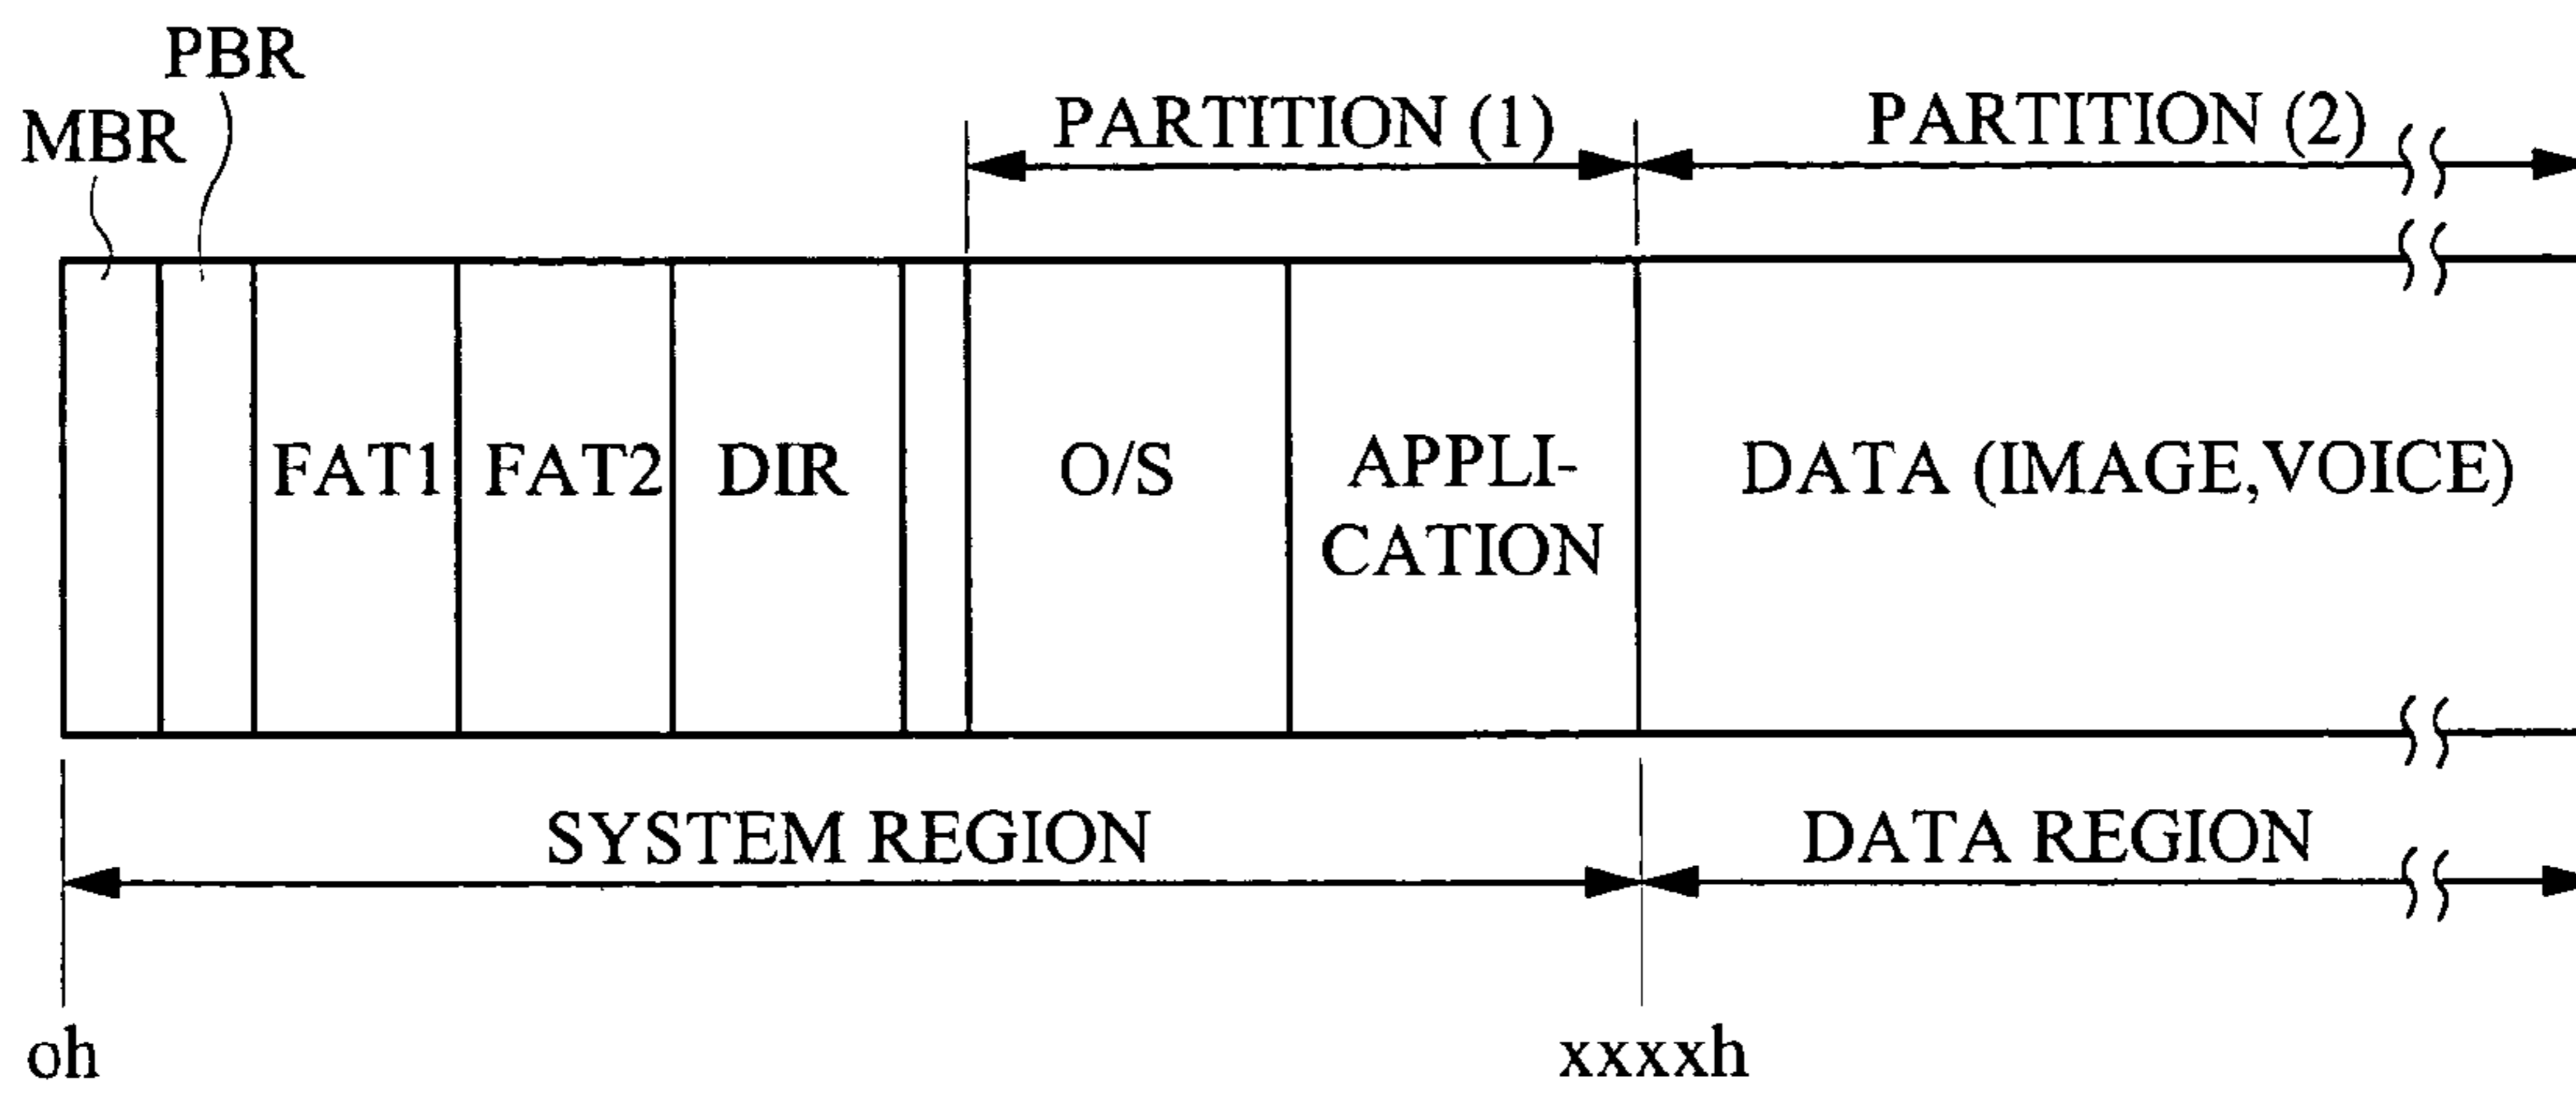 PBR
MBR
PARTITION (1)
PARTITION (2)
FAT1
FAT2
DIR
O/S
APPLI-
CATION
DATA (IMAGE,VOICE)
SYSTEM REGION
DATA REGION
oh
xxxxh